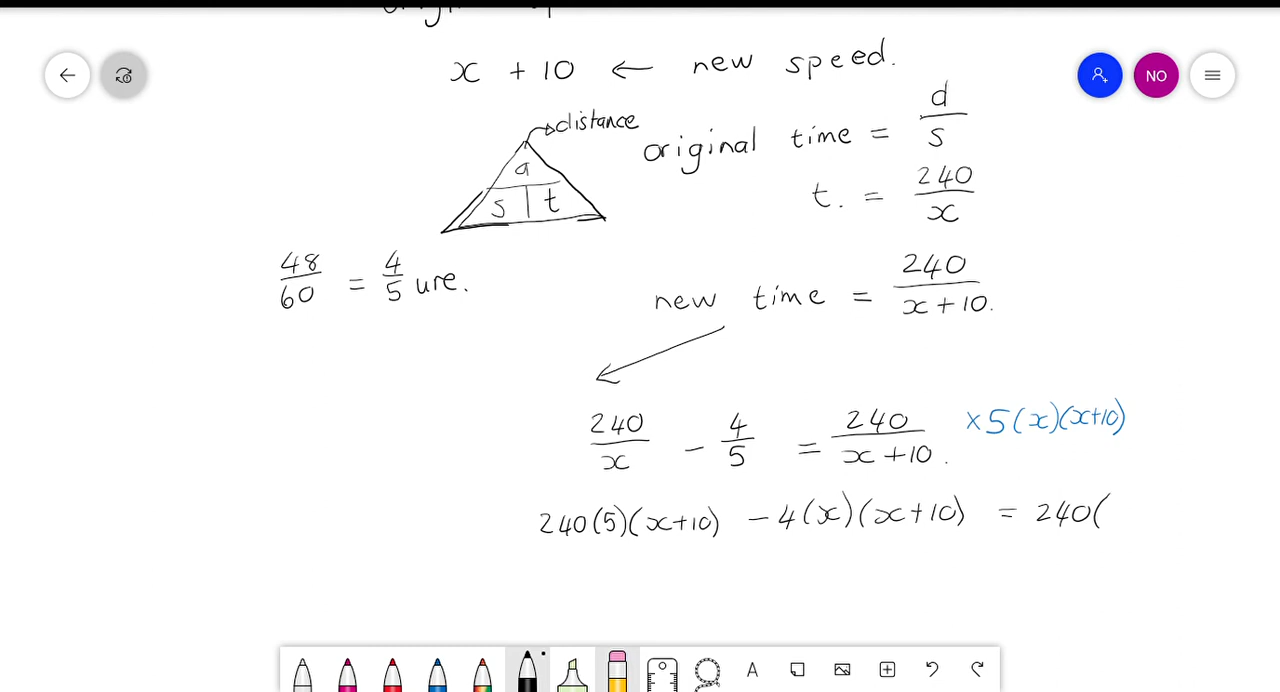 x + 10 ← new speed.
distance
d
s t
original time = d/s
t. = 240/x
48/60 = 4/5 ure.
new time = 240/(x+10).
240/x - 4/5 = 240/(x+10). ×5(x)(x+10)
240(5)(x+10) - 4(x)(x+10) = 240(
NO
A